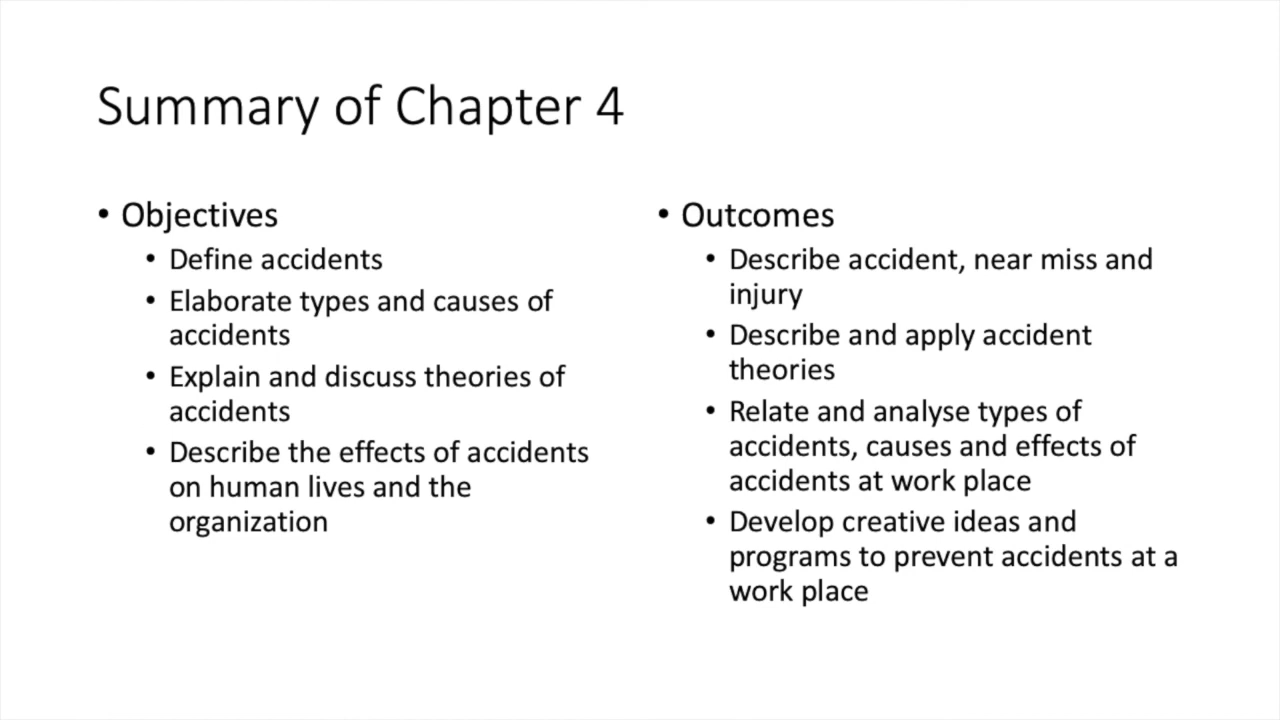 Summary of Chapter 4
• Objectives
• Define accidents
• Elaborate types and causes of
accidents
• Explain and discuss theories of
accidents
• Describe the effects of accidents
on human lives and the
organization
• Outcomes
• Describe accident, near miss and
injury
• Describe and apply accident
theories
• Relate and analyse types of
accidents, causes and effects of
accidents at work place
• Develop creative ideas and
programs to prevent accidents at a
work place